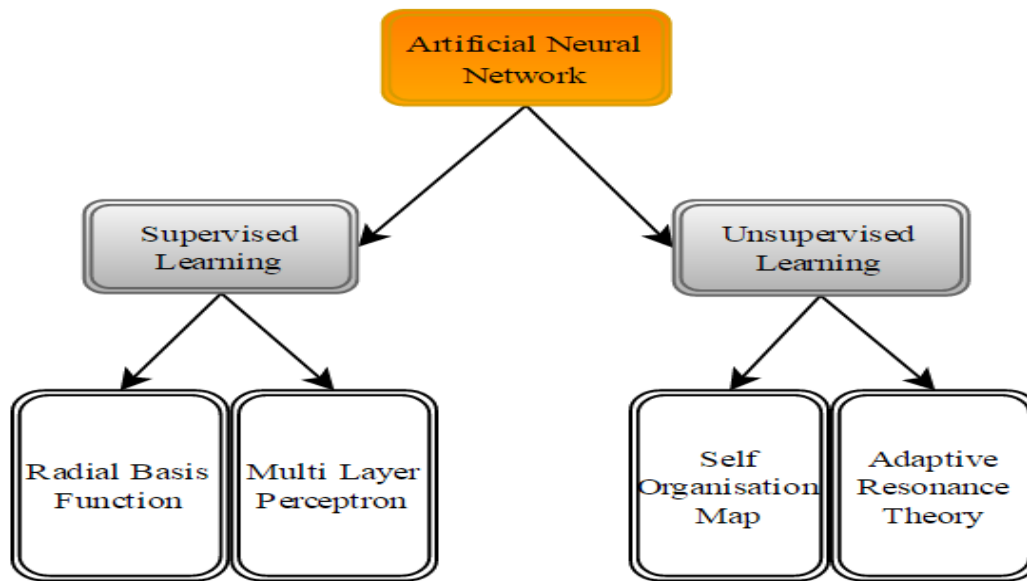 Artificial Neural
Network
Supervised
Learning
Unsupervised
Learning
Radial Basis
Function
Multi Layer
Perceptron
Self
Organisation
Map
Adaptive
Resonance
Theory